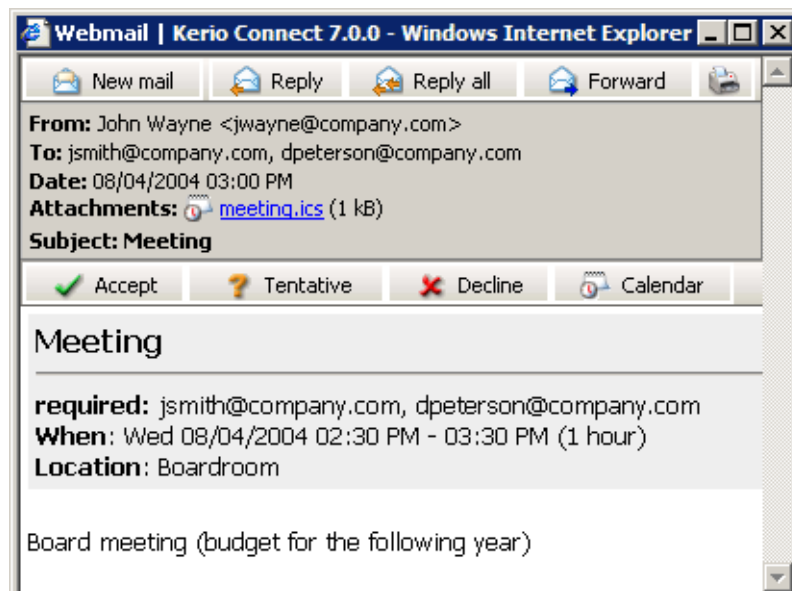 Webmail | Kerio Connect 7.0.0 - Windows Internet Explorer
New mail Reply Reply all Forward
From: John Wayne <jwayne@company.com>
To: jsmith@company.com, dpeterson@company.com
Date: 08/04/2004 03:00 PM
Attachments: meeting.ics (1 kB)
Subject: Meeting
Accept Tentative Decline Calendar
Meeting
required: jsmith@company.com, dpeterson@company.com
When: Wed 08/04/2004 02:30 PM - 03:30 PM (1 hour)
Location: Boardroom
Board meeting (budget for the following year)